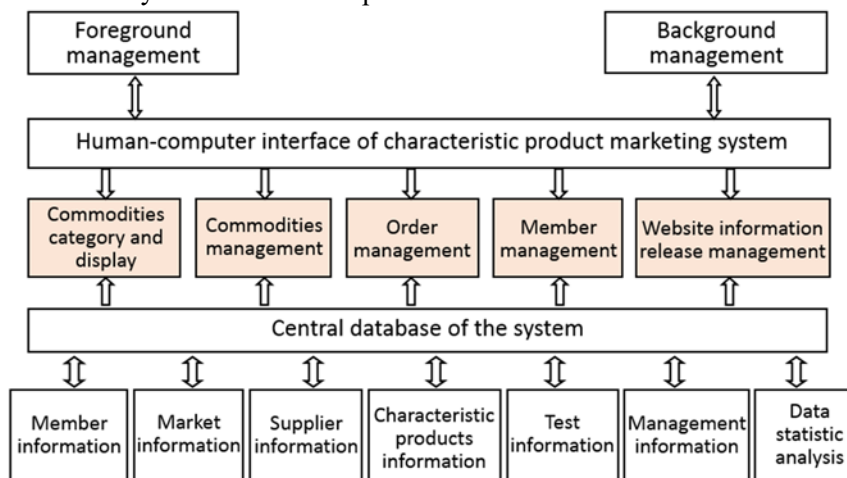 Foreground
management
Background
management
Human-computer interface of characteristic product marketing system
Commodities
category and
display
Commodities
management
Order
management
Member
management
Website information
release management
Central database of the system
Member
information
Market
information
Supplier
information
Characteristic
products
information
Test
information
Management
information
Data
statistic
analysis